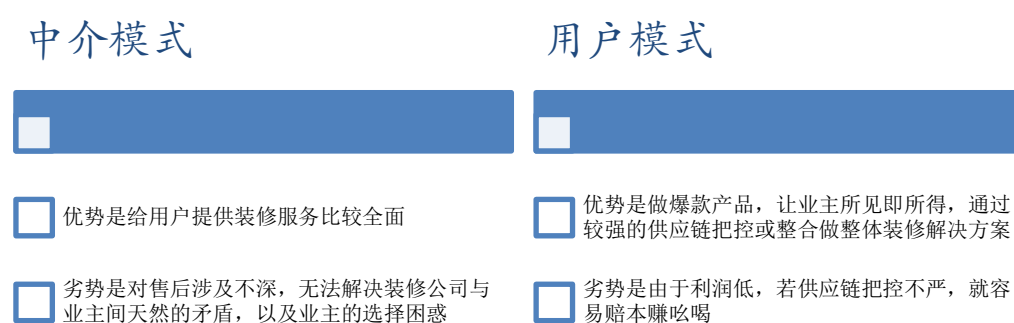 中介模式
优势是给用户提供装修服务比较全面
劣势是对售后涉及不深，无法解决装修公司与
业主间天然的矛盾，以及业主的选择困惑
用户模式
优势是做爆款产品，让业主所见即所得，通过
较强的供应链把控或整合做整体装修解决方案
劣势是由于利润低，若供应链把控不严，就容
易赔本赚吆喝